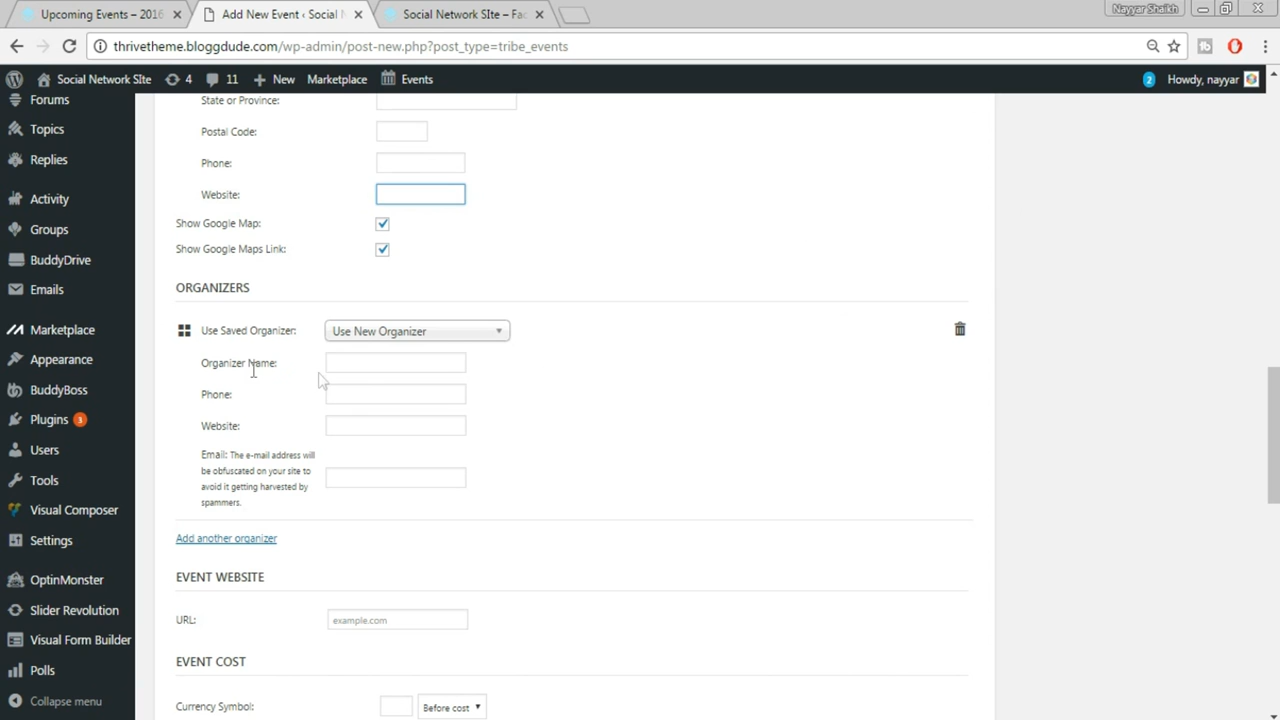 Upcoming Events – 2016
Add New Event ‹ Social N
Social Network SIte – Fac
Nayyar Shaikh
thrivetheme.bloggdude.com/wp-admin/post-new.php?post_type=tribe_events
Social Network SIte
4
11
New
Marketplace
Events
2
Howdy, nayyar
Forums
Topics
Replies
Activity
Groups
BuddyDrive
Emails
Marketplace
Appearance
BuddyBoss
Plugins 3
Users
Tools
Visual Composer
Settings
OptinMonster
Slider Revolution
Visual Form Builder
Polls
Collapse menu
State or Province:
Postal Code:
Phone:
Website:
Show Google Map:
Show Google Maps Link:
ORGANIZERS
Use Saved Organizer: Use New Organizer
Organizer Name:
Phone:
Website:
Email: The e-mail address will
be obfuscated on your site to
avoid it getting harvested by
spammers.
Add another organizer
EVENT WEBSITE
URL: example.com
EVENT COST
Currency Symbol: Before cost